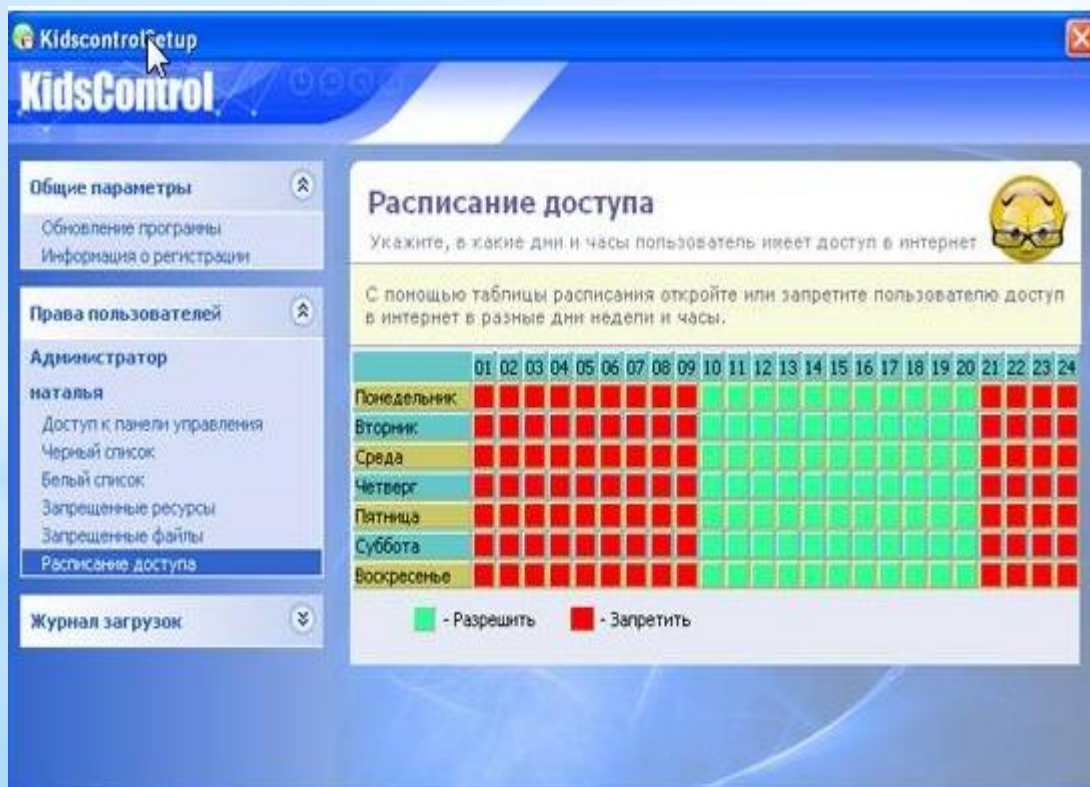 KidscontrolSetup
KidsControl
Общие параметры
Обновление программы
Информация о регистрации
Права пользователей
Администратор
наталья
Доступ к панели управления
Черный список
Белый список
Запрещенные ресурсы
Запрещенные файлы
Расписание доступа
Журнал загрузок
Расписание доступа
Укажите, в какие дни и часы пользователь имеет доступ в интернет
С помощью таблицы расписания откройте или запретите пользователю доступ
в интернет в разные дни недели и часы.
01 02 03 04 05 06 07 08 09 10 11 12 13 14 15 16 17 18 19 20 21 22 23 24
Понедельник
Вторник
Среда
Четверг
Пятница
Суббота
Воскресенье
- Разрешить - Запретить